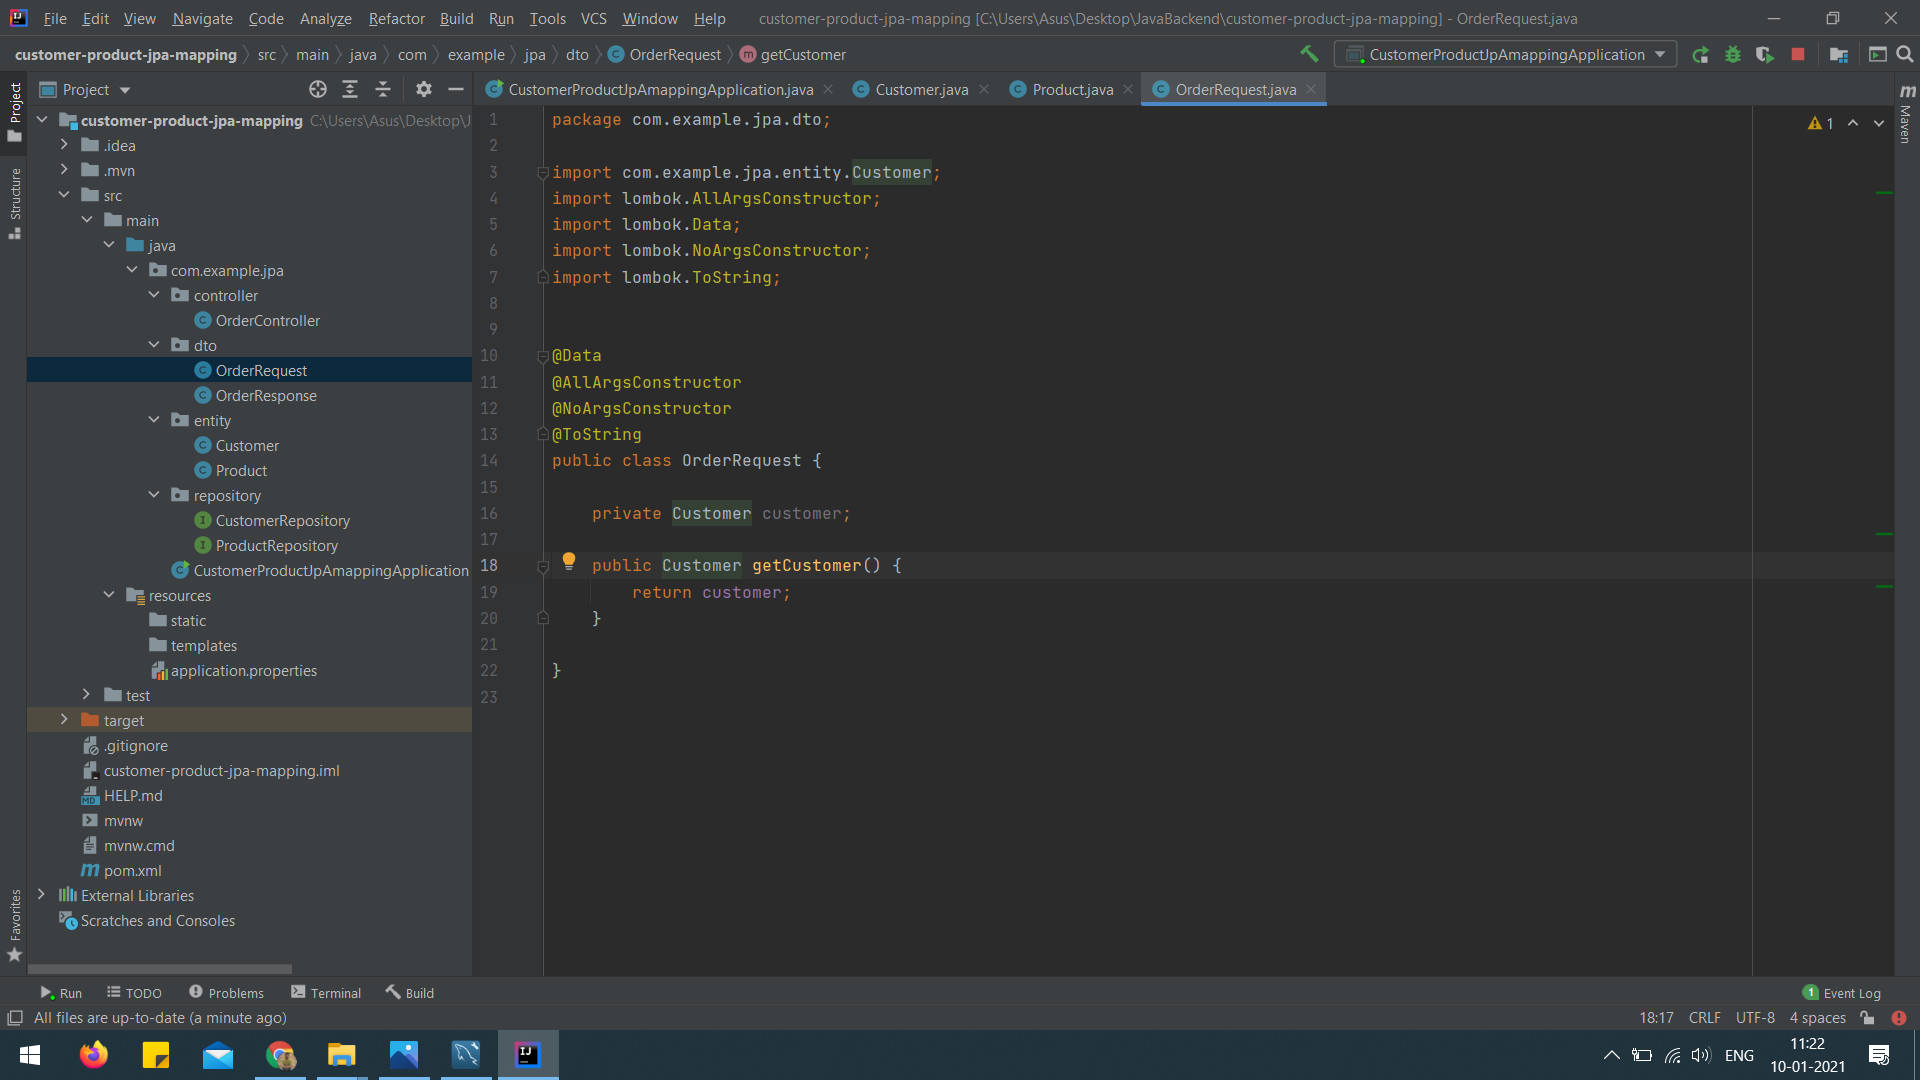 File Edit View Navigate Code Analyze Refactor Build Run Tools VCS Window Help customer-product-jpa-mapping [C:\Users\Asus\Desktop\JavaBackend\customer-product-jpa-mapping] - OrderRequest.java
customer-product-jpa-mapping src main java com example jpa dto OrderRequest getCustomer CustomerProductJpAmappingApplication
Project
CustomerProductJpAmappingApplication.java Customer.java Product.java OrderRequest.java
Project
Structure
Favorites
customer-product-jpa-mapping C:\Users\Asus\Desktop\J
.idea
.mvn
src
main
java
com.example.jpa
controller
OrderController
dto
OrderRequest
OrderResponse
entity
Customer
Product
repository
CustomerRepository
ProductRepository
CustomerProductJpAmappingApplication
resources
static
templates
application.properties
test
target
.gitignore
customer-product-jpa-mapping.iml
HELP.md
mvnw
mvnw.cmd
pom.xml
External Libraries
Scratches and Consoles
1 package com.example.jpa.dto;
2
3 import com.example.jpa.entity.Customer;
4 import lombok.AllArgsConstructor;
5 import lombok.Data;
6 import lombok.NoArgsConstructor;
7 import lombok.ToString;
8
9
10 @Data
11 @AllArgsConstructor
12 @NoArgsConstructor
13 @ToString
14 public class OrderRequest {
15
16 private Customer customer;
17
18 public Customer getCustomer() {
19 return customer;
20 }
21
22 }
23
1
Maven
Run TODO Problems Terminal Build 1 Event Log
All files are up-to-date (a minute ago) 18:17 CRLF UTF-8 4 spaces
ENG 11:22
10-01-2021